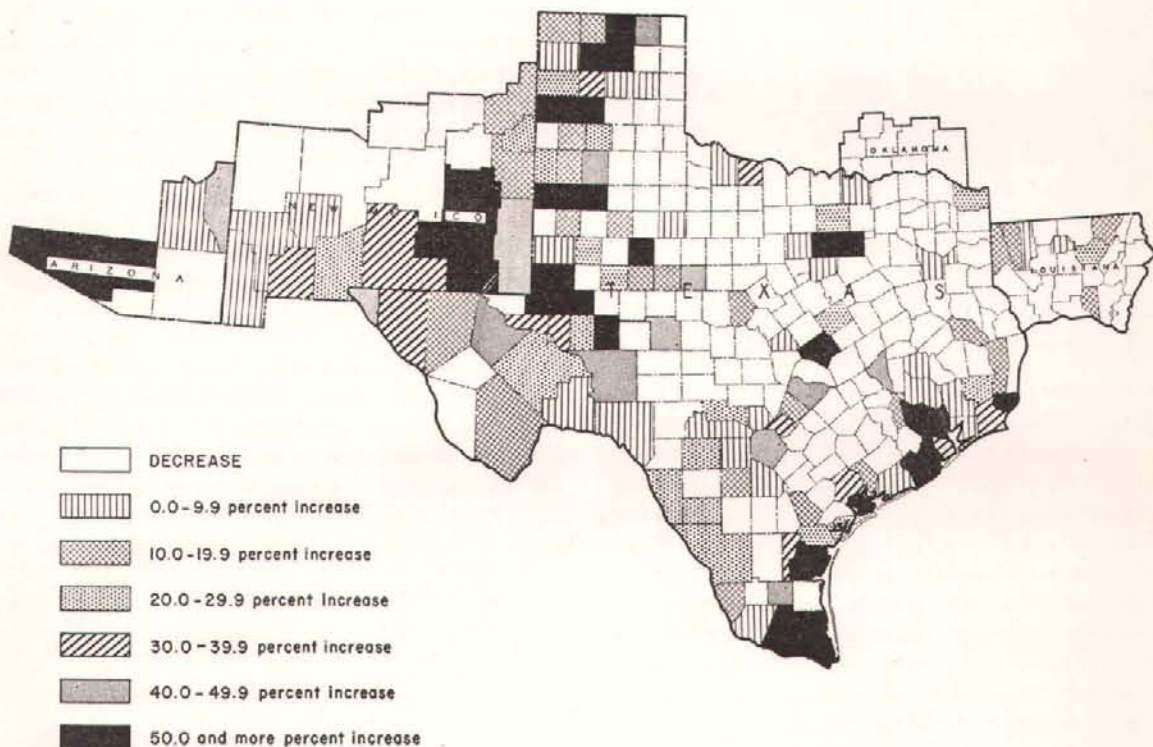 OKLAHOMA
NEW MEXICO
ARIZONA
LOUISIANA
TEXAS
DECREASE
0.0-9.9 percent increase
10.0-19.9 percent increase
20.0-29.9 percent increase
30.0-39.9 percent increase
40.0-49.9 percent increase
50.0 and more percent increase